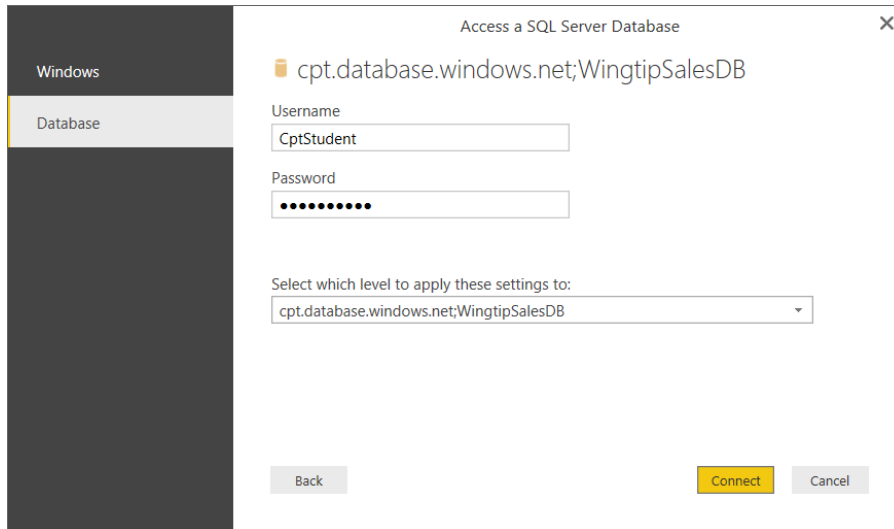 Access a SQL Server Database
Windows
Database
cpt.database.windows.net;WingtipSalesDB
Username
CptStudent
Password
●●●●●●●●●●
Select which level to apply these settings to:
cpt.database.windows.net;WingtipSalesDB
Back
Connect
Cancel